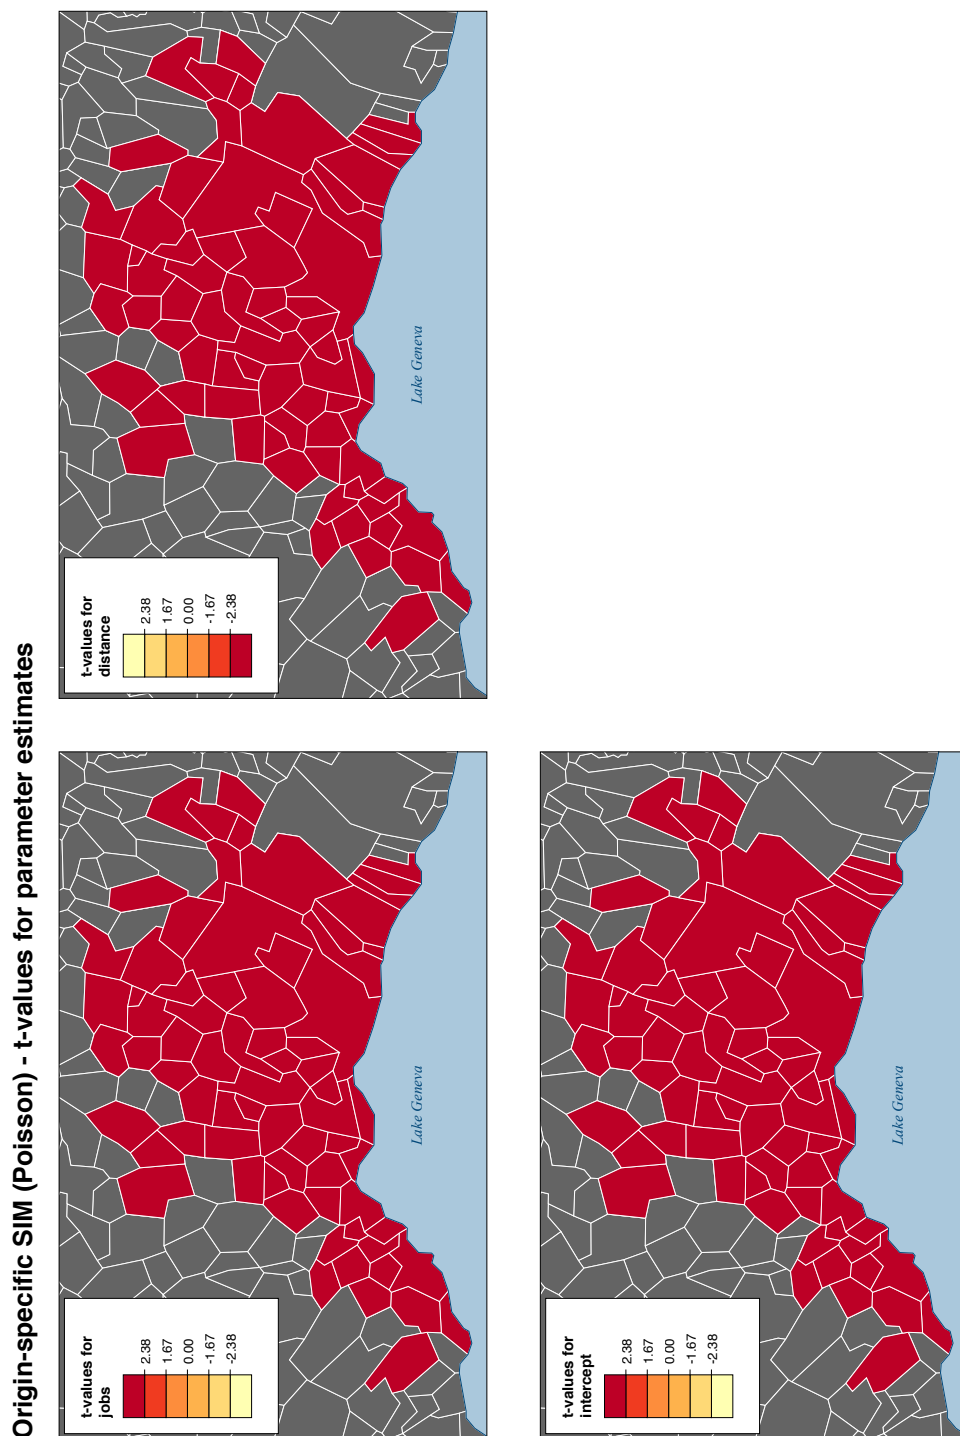 Origin-specific SIM (Poisson) - t-values for parameter estimates
t-values for
jobs
2.38
1.67
0.00
-1.67
-2.38
Lake Geneva
t-values for
distance
2.38
1.67
0.00
-1.67
-2.38
Lake Geneva
t-values for
intercept
2.38
1.67
0.00
-1.67
-2.38
Lake Geneva